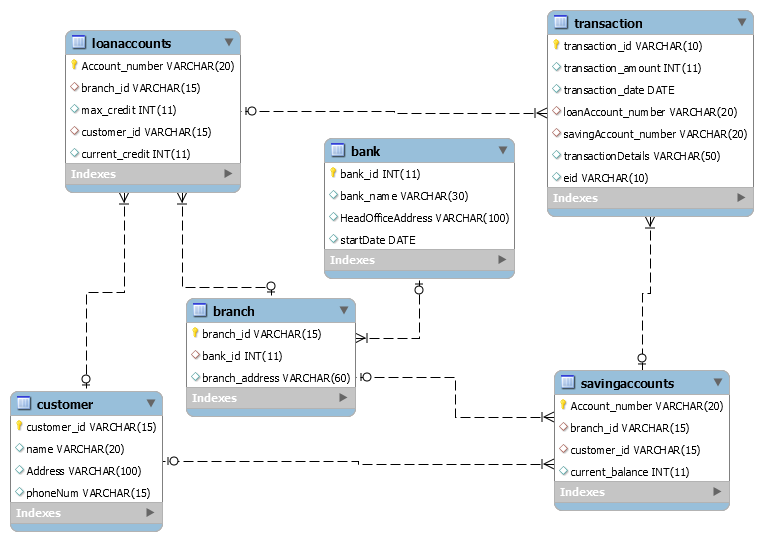 loanaccounts
Account_number VARCHAR(20)
branch_id VARCHAR(15)
max_credit INT(11)
customer_id VARCHAR(15)
current_credit INT(11)
Indexes
transaction
transaction_id VARCHAR(10)
transaction_amount INT(11)
transaction_date DATE
loanAccount_number VARCHAR(20)
savingAccount_number VARCHAR(20)
transactionDetails VARCHAR(50)
eid VARCHAR(10)
Indexes
bank
bank_id INT(11)
bank_name VARCHAR(30)
HeadOfficeAddress VARCHAR(100)
startDate DATE
Indexes
branch
branch_id VARCHAR(15)
bank_id INT(11)
branch_address VARCHAR(60)
Indexes
customer
customer_id VARCHAR(15)
name VARCHAR(20)
Address VARCHAR(100)
phoneNum VARCHAR(15)
Indexes
savingaccounts
Account_number VARCHAR(20)
branch_id VARCHAR(15)
customer_id VARCHAR(15)
current_balance INT(11)
Indexes